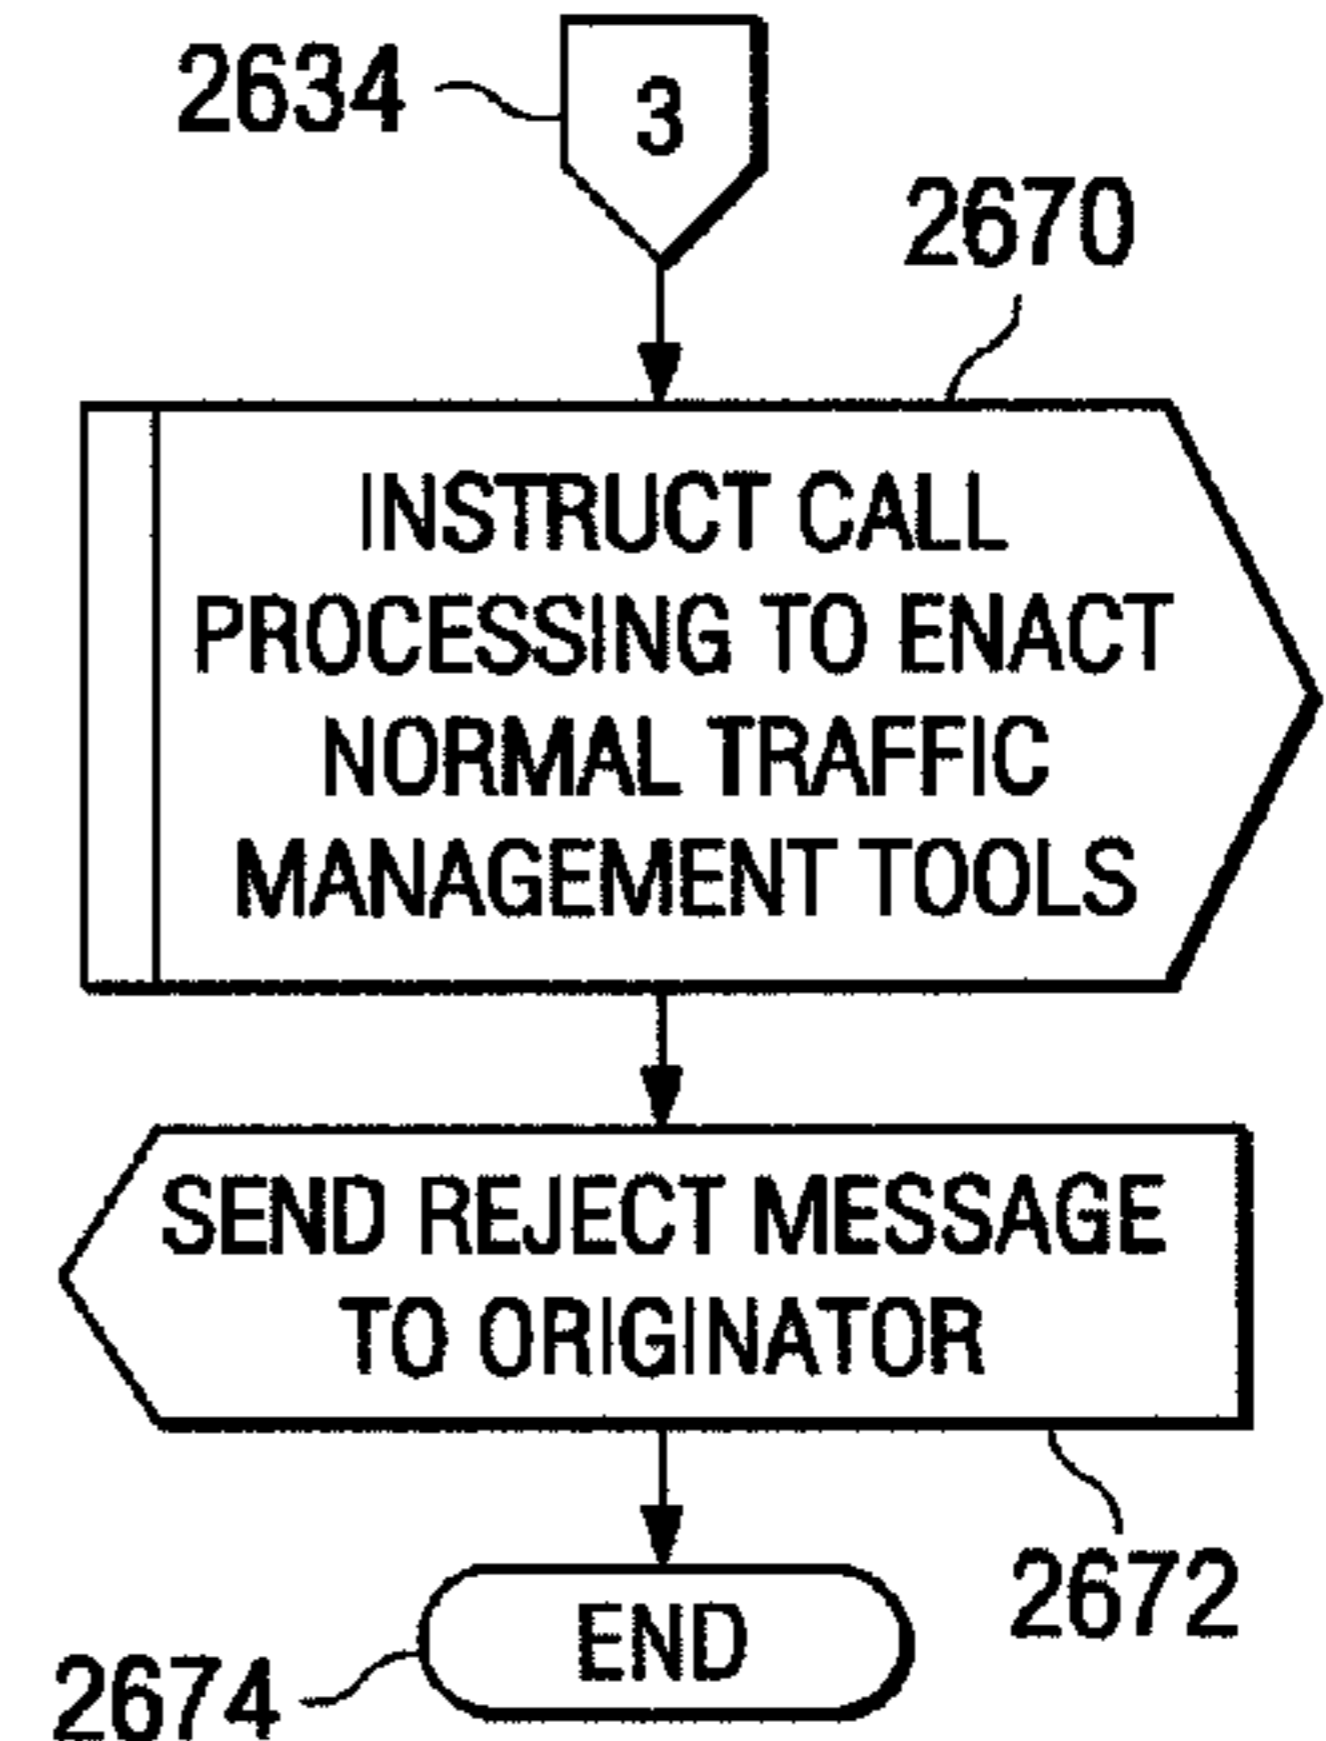 2634
3
2670
INSTRUCT CALL
PROCESSING TO ENACT
NORMAL TRAFFIC
MANAGEMENT TOOLS
SEND REJECT MESSAGE
TO ORIGINATOR
2672
END
2674